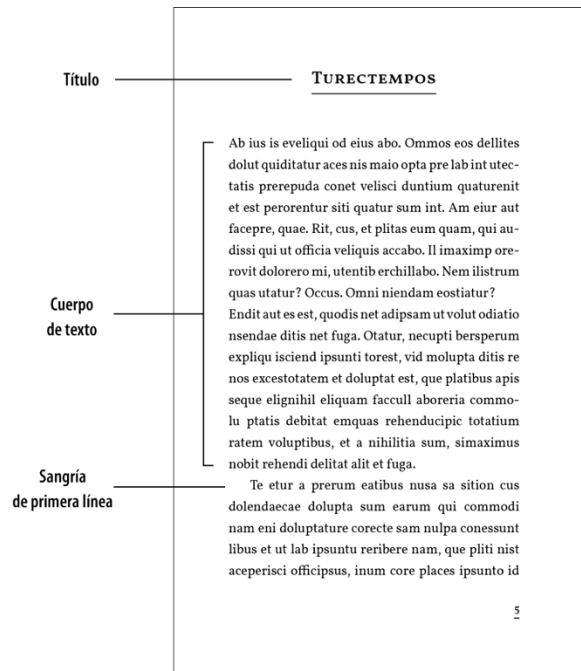 Título
TURECTEMPOS
Ab ius is eveliqui od eius abo. Ommos eos dellites
dolut quiditatur aces nis maio opta pre lab int utec-
tatis prerepuda conet velisci duntium quaturenit
et est perorentur siti quatur sum int. Am eiur aut
facepre, quae. Rit, cus, et plitas eum quam, qui au-
dissi qui ut officia veliquis accabo. Il imaximp ore-
rovit dolorero mi, utentib erchillabo. Nem ilistrum
quas utatur? Occus. Omni niendam eostiatur?
Cuerpo
de texto
Endit aut es est, quodis net adipsam ut volut odiatio
nsendae ditis net fuga. Otatur, necupti bersperum
expliqu isciend ipsunti torest, vid molupta ditis re
nos excestotatem et doluptat est, que platibus apis
seque elignihil eliquam faccull aboreria commo-
lu ptatis debitat emquas rehenducipic totatium
ratem voluptibus, et a nihilitia sum, simaximus
nobit rehendi delitat alit et fuga.
Sangría
de primera línea
Te etur a prerum eatibus nusa sa sition cus
dolendaecae dolupta sum earum qui commodi
nam eni doluptature corecte sam nulpa conessunt
libus et ut lab ipsuntu reribere nam, que pliti nist
aceperisci officipsus, inum core places ipsunto id
5